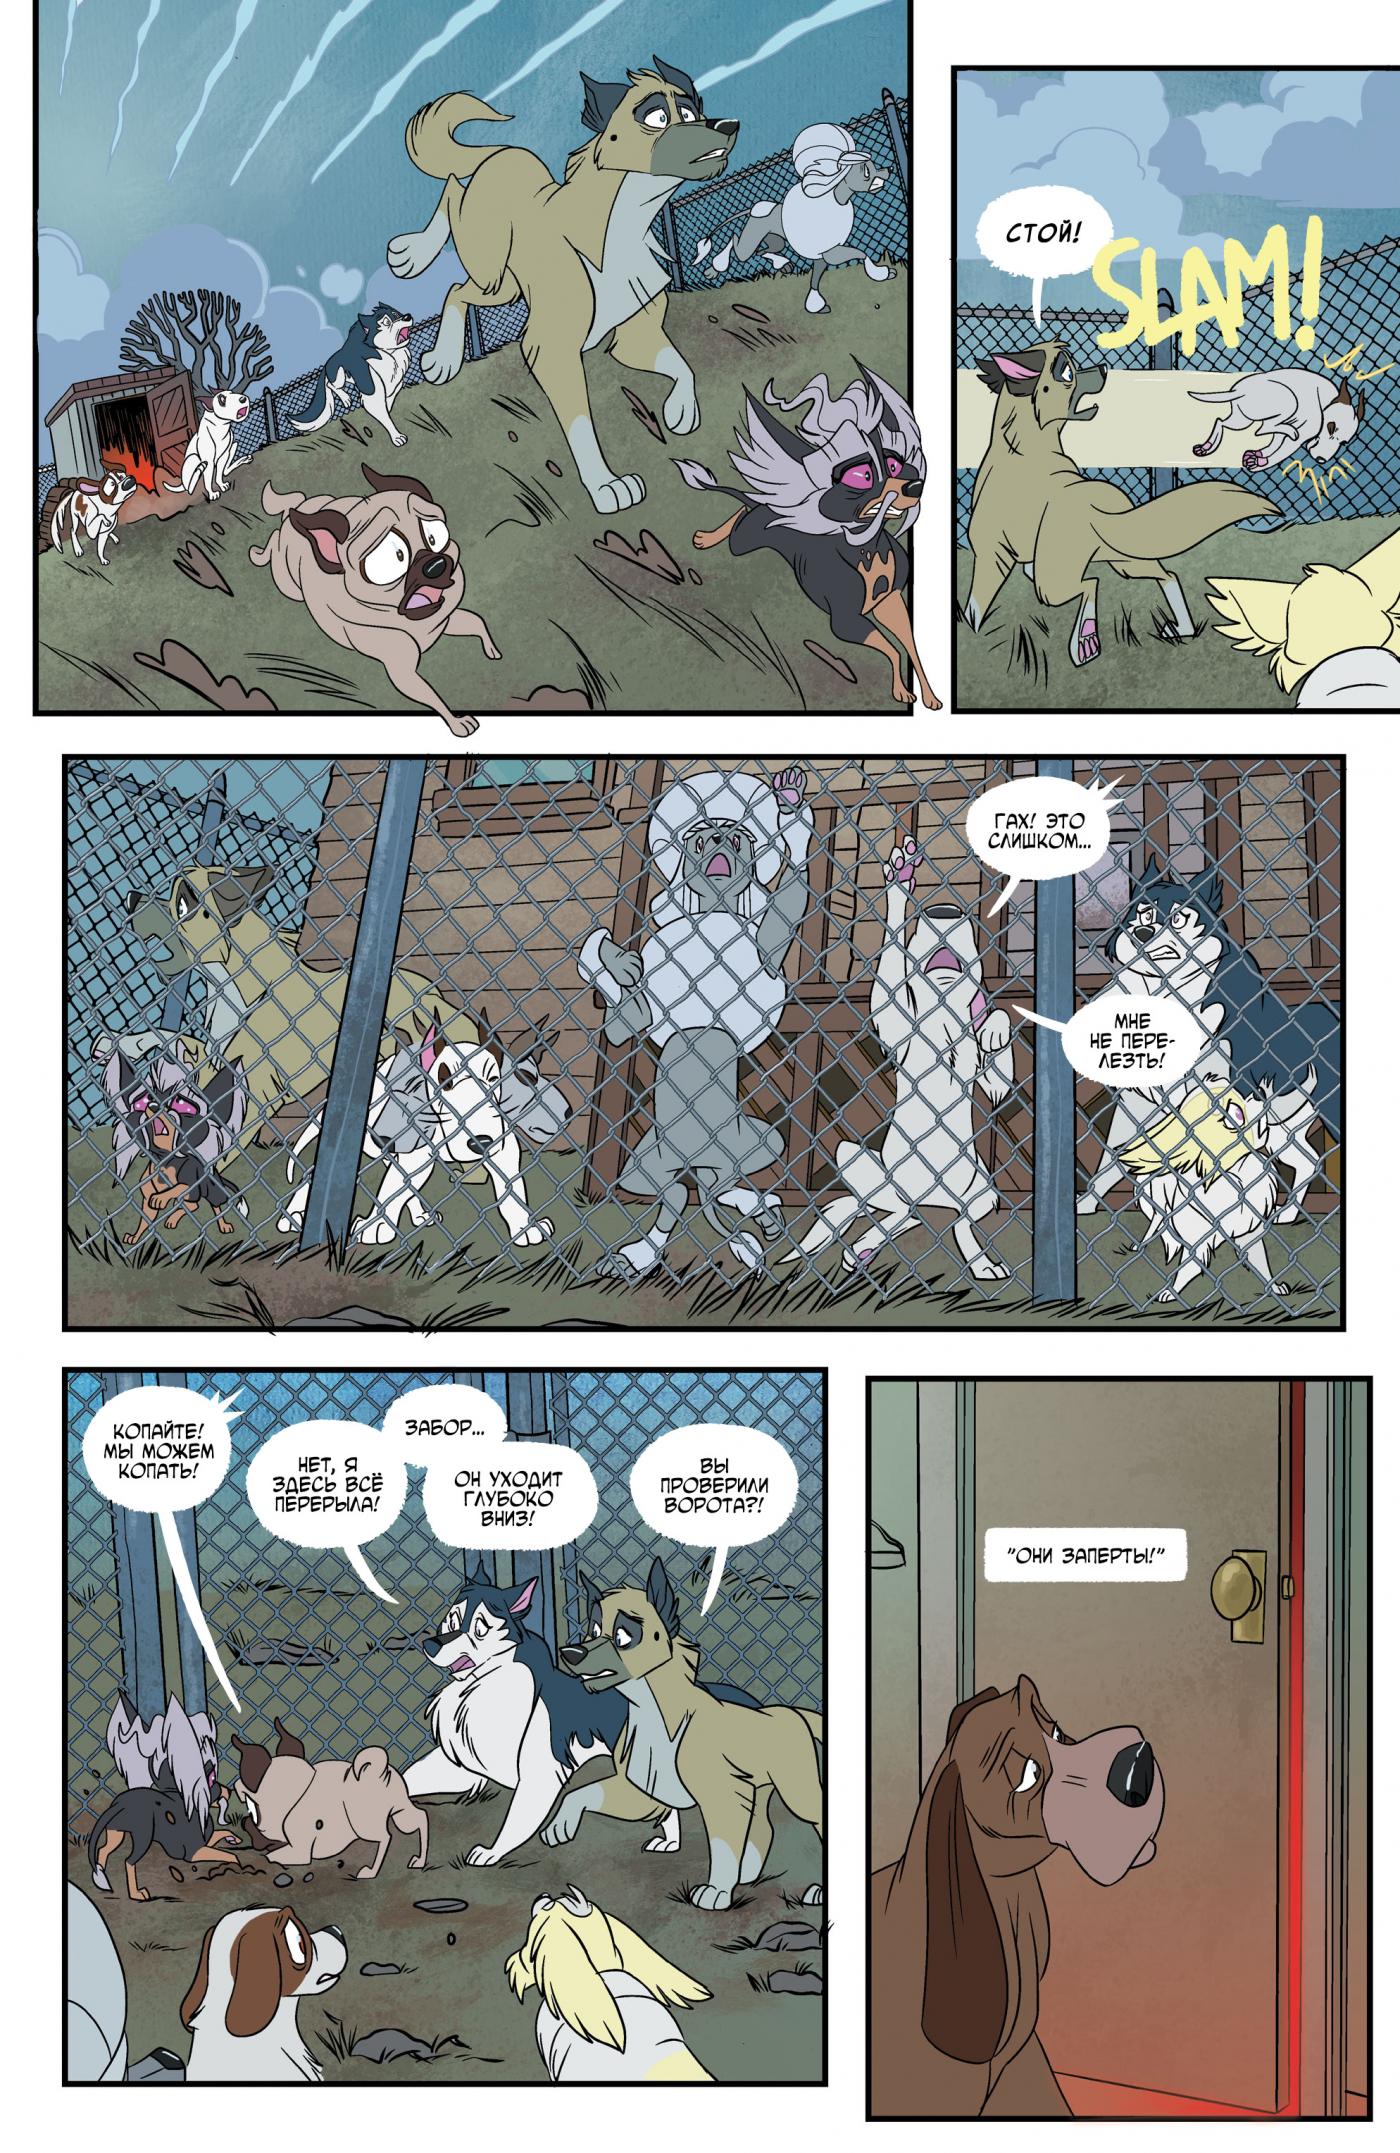 СТОЙ!
SLAM!
ГАХ! ЭТО
СЛИШКОМ...
МНЕ
НЕ ПЕРЕ-
ЛЕЗТЬ!
КОПАЙТЕ!
МЫ МОЖЕМ
КОПАТЬ!
НЕТ, Я
ЗДЕСЬ ВСЁ
ПЕРЕРЫЛА!
ЗАБОР...
ОН УХОДИТ
ГЛУБОКО
ВНИЗ!
ВЫ
ПРОВЕРИЛИ
ВОРОТА?!
"ОНИ ЗАПЕРТЫ!"